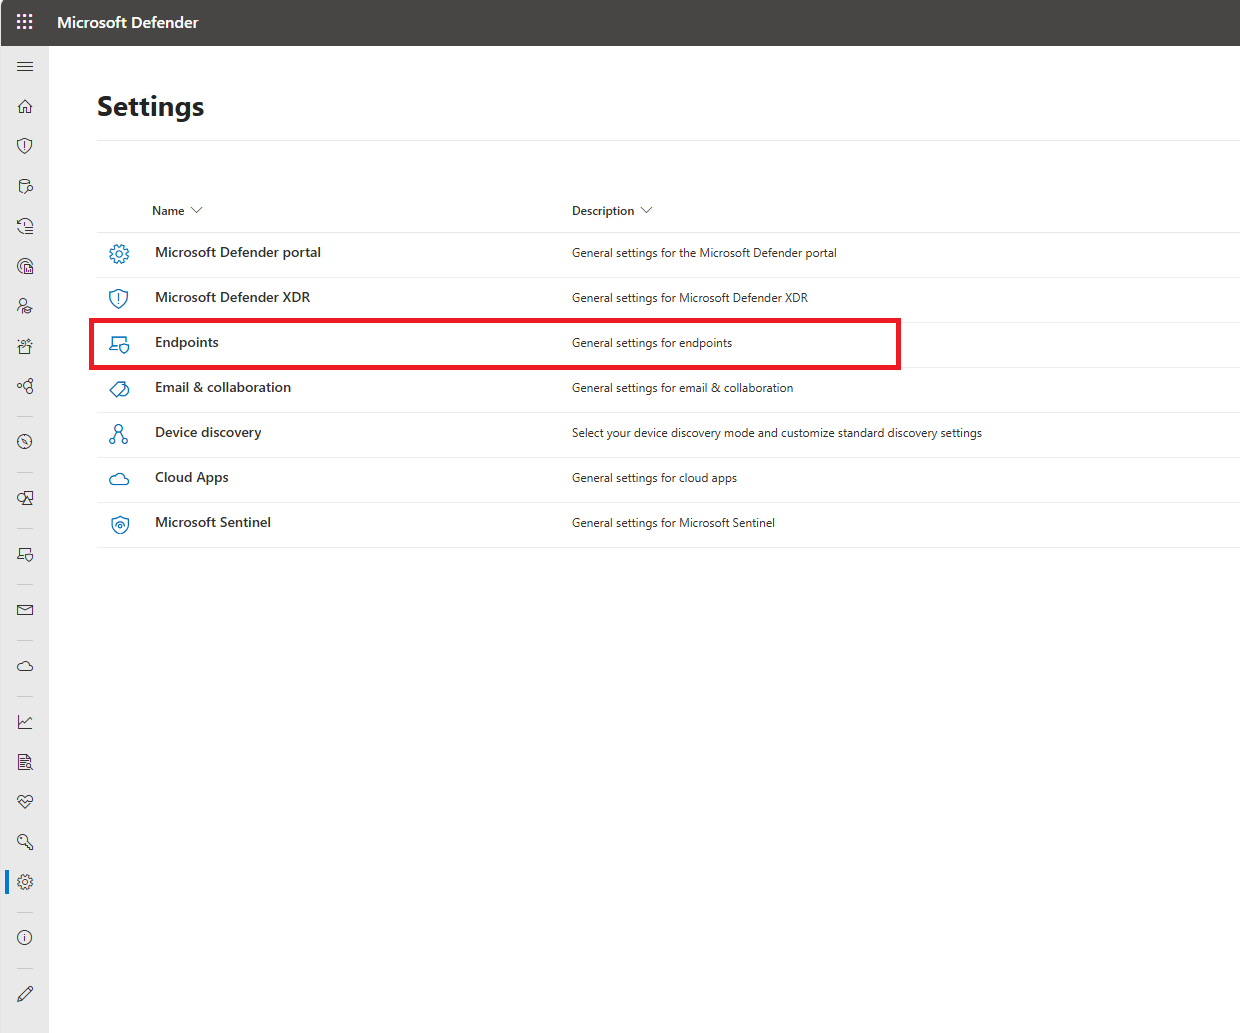 Microsoft Defender
Settings
Name Description
Microsoft Defender portal General settings for the Microsoft Defender portal
Microsoft Defender XDR General settings for Microsoft Defender XDR
Endpoints General settings for endpoints
Email & collaboration General settings for email & collaboration
Device discovery Select your device discovery mode and customize standard discovery settings
Cloud Apps General settings for cloud apps
Microsoft Sentinel General settings for Microsoft Sentinel